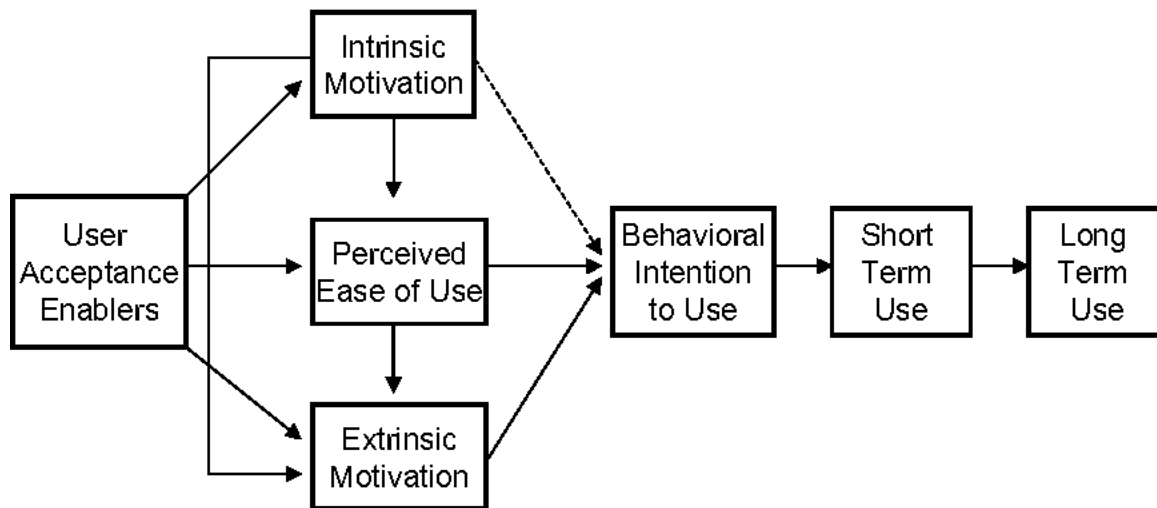 Intrinsic
Motivation
User
Acceptance
Enablers
Perceived
Ease of Use
Extrinsic
Motivation
Behavioral
Intention
to Use
Short
Term
Use
Long
Term
Use